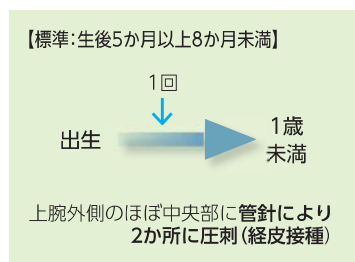 【標準：生後5か月以上8か月未満】
1回
出生
1歳
未満
上腕外側のほぼ中央部に管針により
2か所に圧刺（経皮接種）